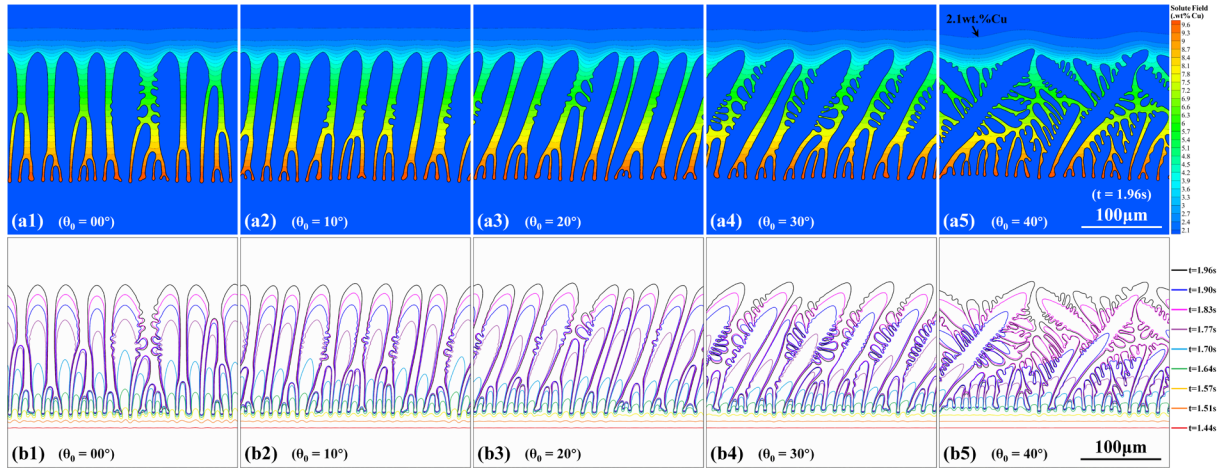 2.1wt.%Cu
Solute Field
(.wt% Cu)
9.6
9
8.7
8.4
8.1
7.8
7.5
7.2
6.9
6.6
6.3
6
5.7
5.4
5.1
4.8
4.5
4.2
3.9
3.6
3.3
3
2.7
2.4
2.1
(t = 1.96s)
(a1) (θ₀ = 00°)
(a2) (θ₀ = 10°)
(a3) (θ₀ = 20°)
(a4) (θ₀ = 30°)
(a5) (θ₀ = 40°)
100μm
t=1.96s
t=1.90s
t=1.83s
t=1.77s
t=1.70s
t=1.64s
t=1.57s
t=1.51s
t=1.44s
(b1) (θ₀ = 00°)
(b2) (θ₀ = 10°)
(b3) (θ₀ = 20°)
(b4) (θ₀ = 30°)
(b5) (θ₀ = 40°)
100μm